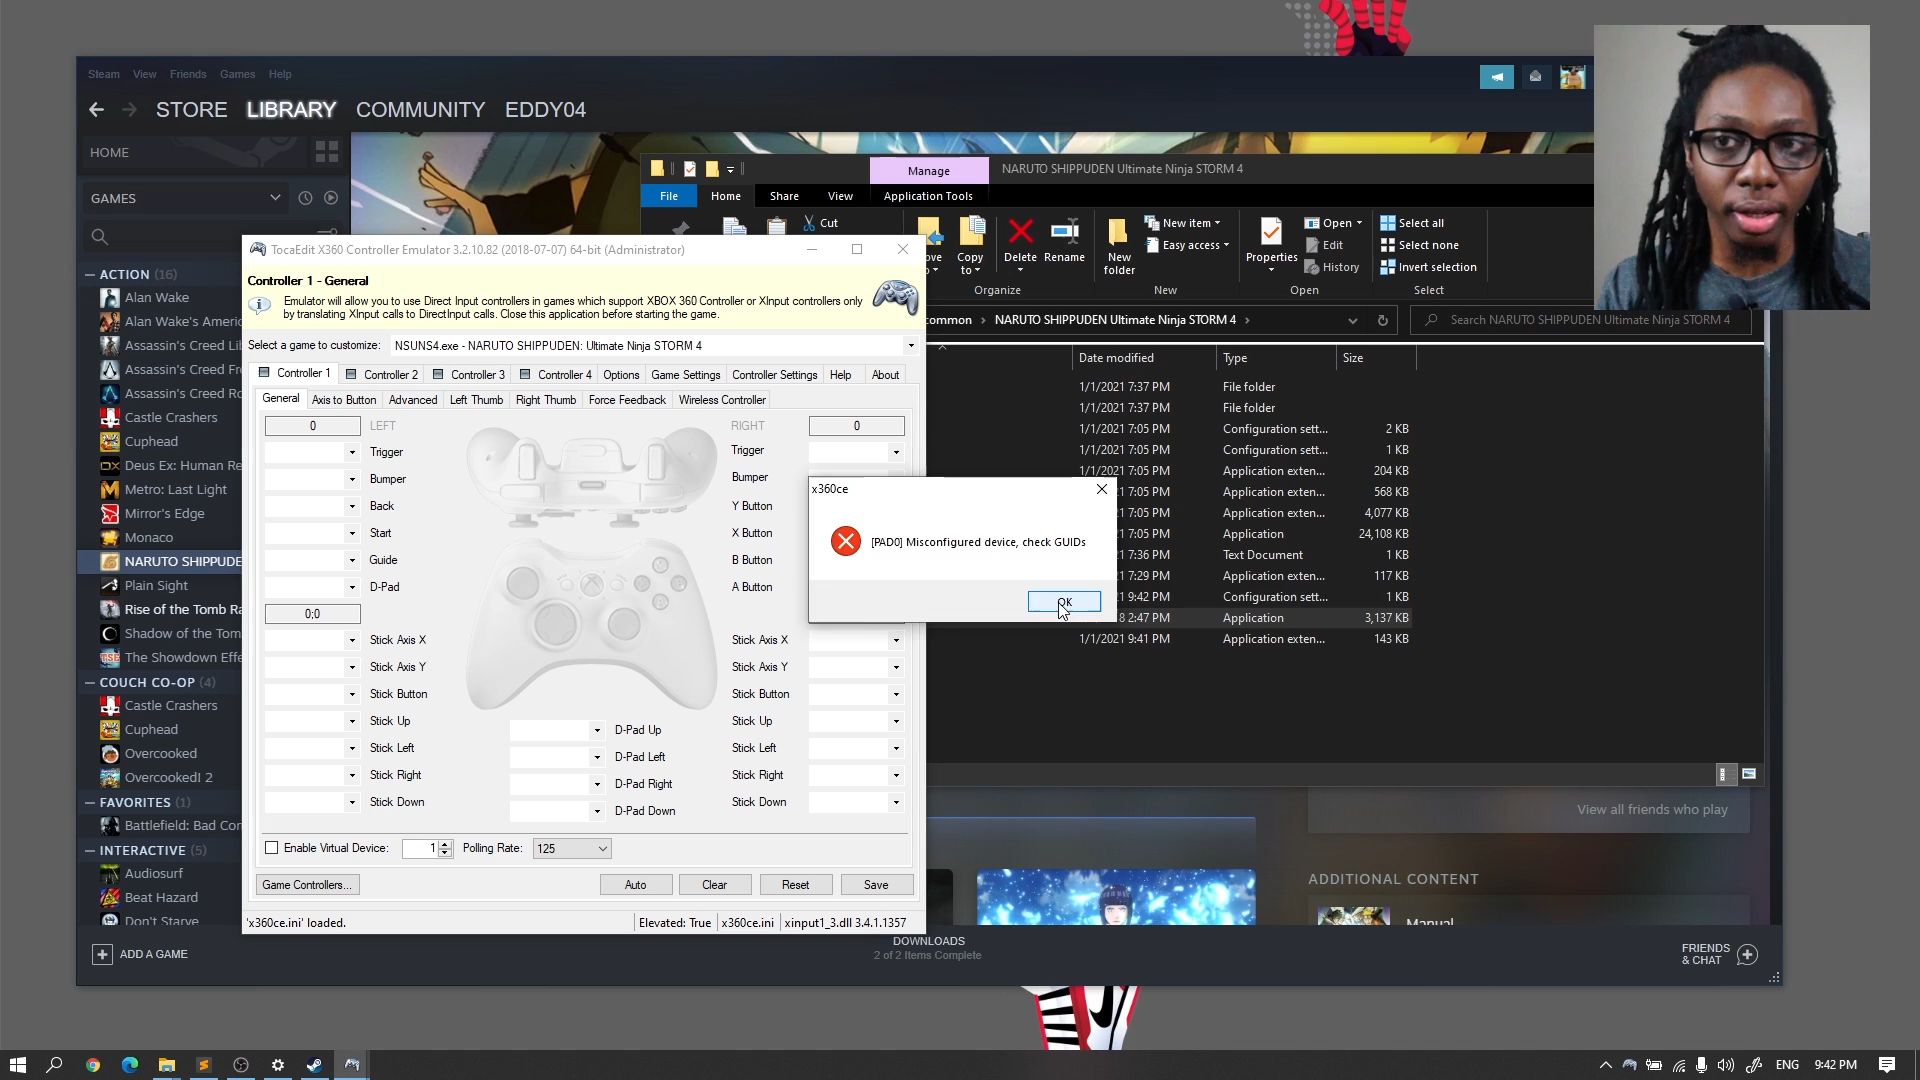 Steam View Friends Games Help
STORE LIBRARY COMMUNITY EDDY04
HOME
GAMES
ACTION (16)
Alan Wake
Alan Wake's Americ
Assassin's Creed Li
Assassin's Creed Fr
Assassin's Creed Ro
Castle Crashers
Cuphead
Deus Ex: Human Re
Metro: Last Light
Mirror's Edge
Monaco
NARUTO SHIPPUDE
Plain Sight
Rise of the Tomb Ra
Shadow of the Tom
The Showdown Effe
COUCH CO-OP (4)
Castle Crashers
Cuphead
Overcooked
Overcooked! 2
FAVORITES (1)
Battlefield: Bad Con
INTERACTIVE (5)
Audiosurf
Beat Hazard
Don't Starve
ADD A GAME
Manage NARUTO SHIPPUDEN Ultimate Ninja STORM 4
File Home Share View Application Tools
Cut
ove to
Copy to
Delete
Rename
Organize
New folder
New item
Easy access
New
Properties
Open
Edit
History
Open
Select all
Select none
Invert selection
Select
common > NARUTO SHIPPUDEN Ultimate Ninja STORM 4 >
Search NARUTO SHIPPUDEN Ultimate Ninja STORM 4
Date modified Type Size
1/1/2021 7:37 PM File folder
1/1/2021 7:37 PM File folder
1/1/2021 7:05 PM Configuration sett... 2 KB
1/1/2021 7:05 PM Configuration sett... 1 KB
1/1/2021 7:05 PM Application exten... 204 KB
1 7:05 PM Application exten... 568 KB
1 7:05 PM Application exten... 4,077 KB
1 7:05 PM Application 24,108 KB
1 7:36 PM Text Document 1 KB
1 7:29 PM Application exten... 117 KB
1 9:42 PM Configuration sett... 1 KB
8 2:47 PM Application 3,137 KB
1/1/2021 9:41 PM Application exten... 143 KB
TocaEdit X360 Controller Emulator 3.2.10.82 (2018-07-07) 64-bit (Administrator)
Controller 1 - General
Emulator will allow you to use Direct Input controllers in games which support XBOX 360 Controller or XInput controllers only
by translating XInput calls to DirectInput calls. Close this application before starting the game.
Select a game to customize: NSUNS4.exe - NARUTO SHIPPUDEN: Ultimate Ninja STORM 4
Controller 1 Controller 2 Controller 3 Controller 4 Options Game Settings Controller Settings Help About
General Axis to Button Advanced Left Thumb Right Thumb Force Feedback Wireless Controller
0 LEFT RIGHT 0
Trigger Trigger
Bumper Bumper
Back Y Button
Start X Button
Guide B Button
D-Pad A Button
0;0
Stick Axis X Stick Axis X
Stick Axis Y Stick Axis Y
Stick Button Stick Button
Stick Up D-Pad Up Stick Up
Stick Left D-Pad Left Stick Left
Stick Right D-Pad Right Stick Right
Stick Down D-Pad Down Stick Down
Enable Virtual Device: 1 Polling Rate: 125
Game Controllers... Auto Clear Reset Save
'x360ce.ini' loaded. Elevated: True x360ce.ini xinput1_3.dll 3.4.1.1357
x360ce
[PAD0] Misconfigured device, check GUIDs
OK
View all friends who play
ADDITIONAL CONTENT
Manual
DOWNLOADS
2 of 2 Items Complete
FRIENDS
& CHAT
ENG 9:42 PM